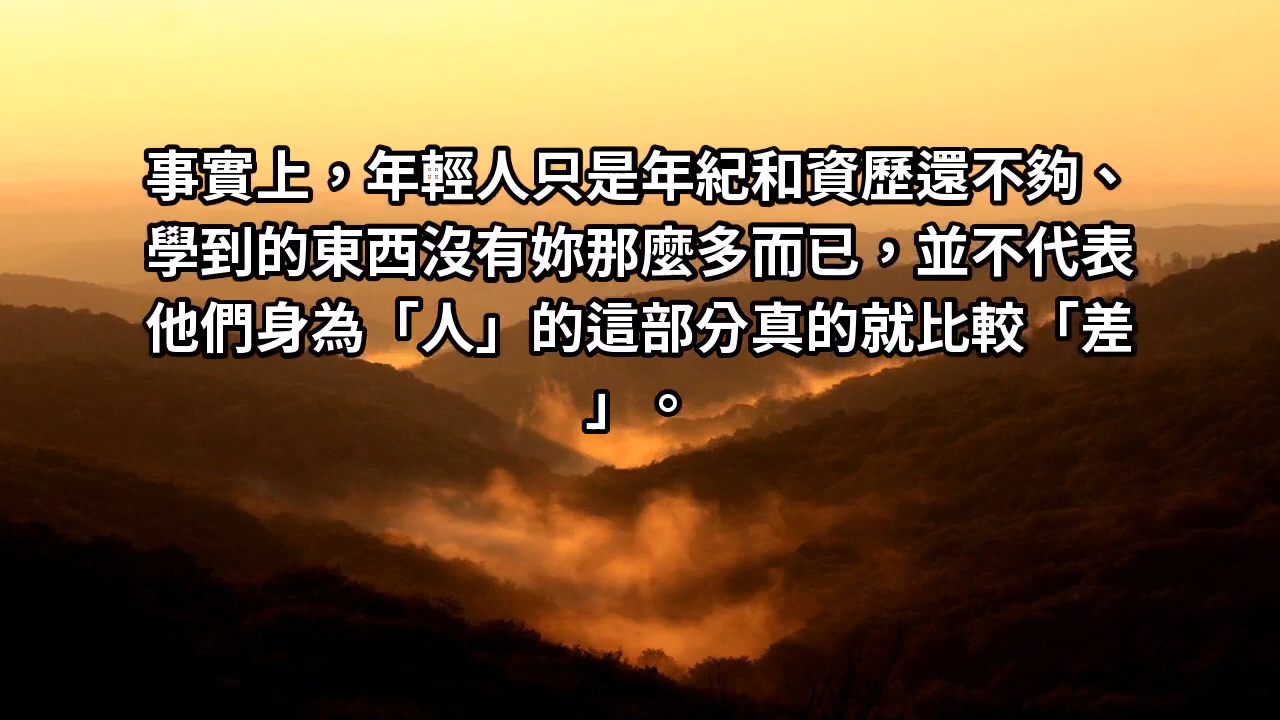 事實上，年輕人只是年紀和資歷還不夠、
學到的東西沒有妳那麼多而已，並不代表
他們身為「人」的這部分真的就比較「差
」。